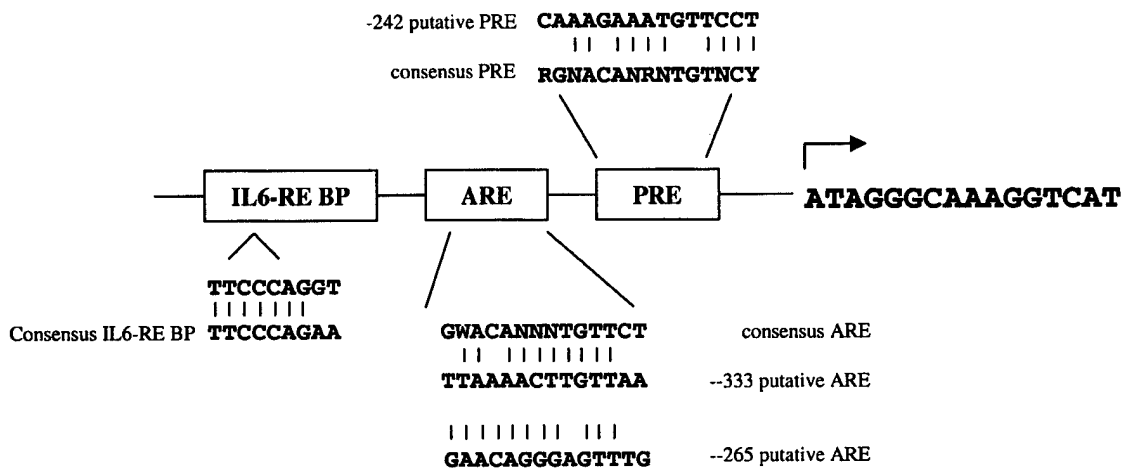 -242 putative PRE CAAAGAAATGTTCCT
consensus PRE RGNACANRNTGTNCY
IL6-RE BP ARE PRE ATAGGGCAAAGGTCAT
TTCCCAGGT
Consensus IL6-RE BP TTCCCAGAA
GWACANNNTGTTCT consensus ARE
TTAAAACTTGTTAA --333 putative ARE
GAACAGGGAGTTTG --265 putative ARE